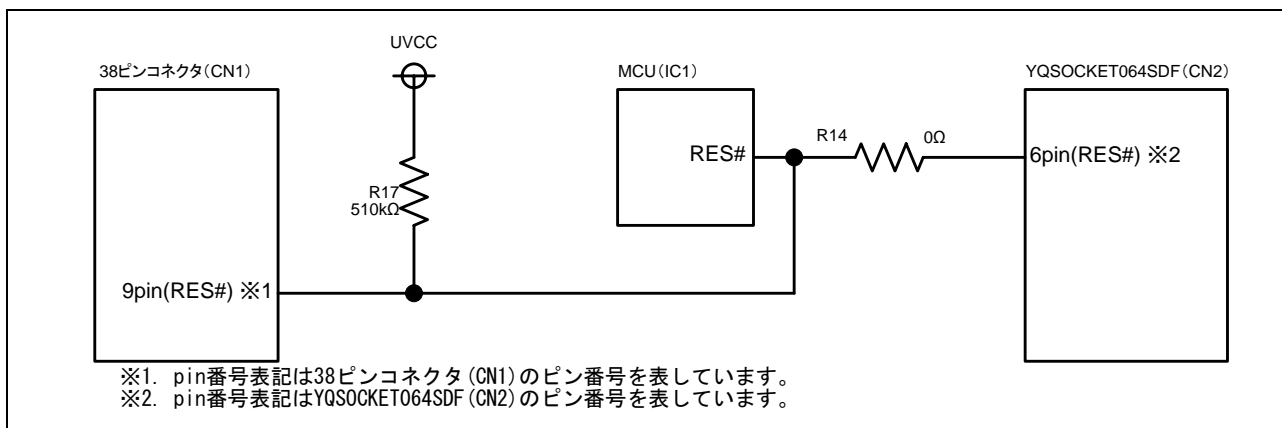 UVCC
38ピンコネクタ(CN1)
MCU(IC1)
YQSOCKET064SDF(CN2)
R14
0Ω
RES#
6pin(RES#) ※2
R17
510kΩ
9pin(RES#) ※1
※1. pin番号表記は38ピンコネクタ(CN1)のピン番号を表しています。
※2. pin番号表記はYQSOCKET064SDF(CN2)のピン番号を表しています。